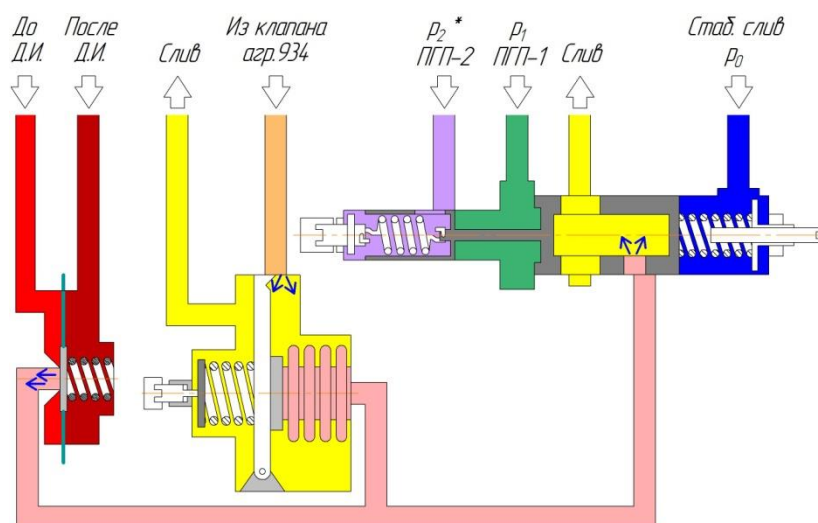 До
Д.И.
После
Д.И.
Слив
Из клапана
агр.934
p₂ *
ПГП-2
p₁
ПГП-1
Слив
Стаб. слив
p₀